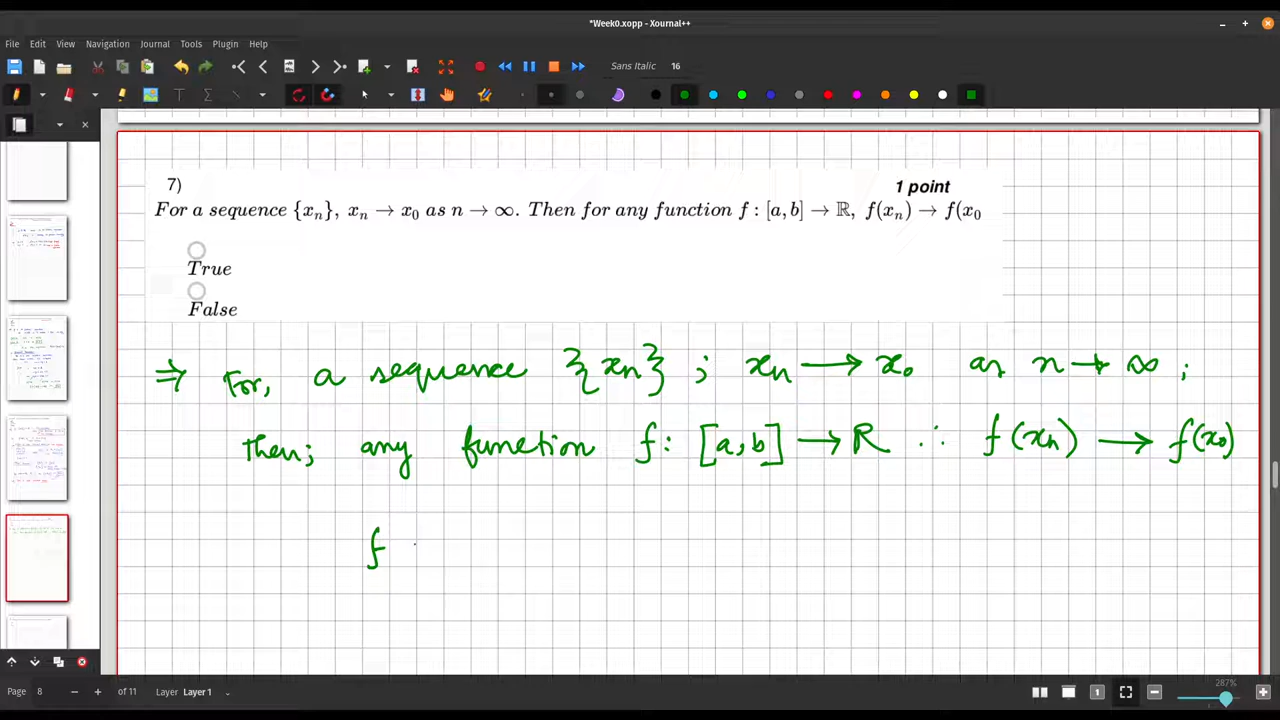 *Week0.xopp - Xournal++
File Edit View Navigation Journal Tools Plugin Help
Sans Italic 16
7)
1 point
For a sequence {xₙ}, xₙ → x₀ as n → ∞. Then for any function f : [a, b] → ℝ, f(xₙ) → f(x₀
True
False
⇒ For, a sequence {xₙ} ; xₙ ⟶ x₀ as n → ∞ ;
then; any function f: [a, b] → R ∴ f(xₙ) ⟶ f(x₀)
f
Page 8 of 11 Layer Layer 1 287%